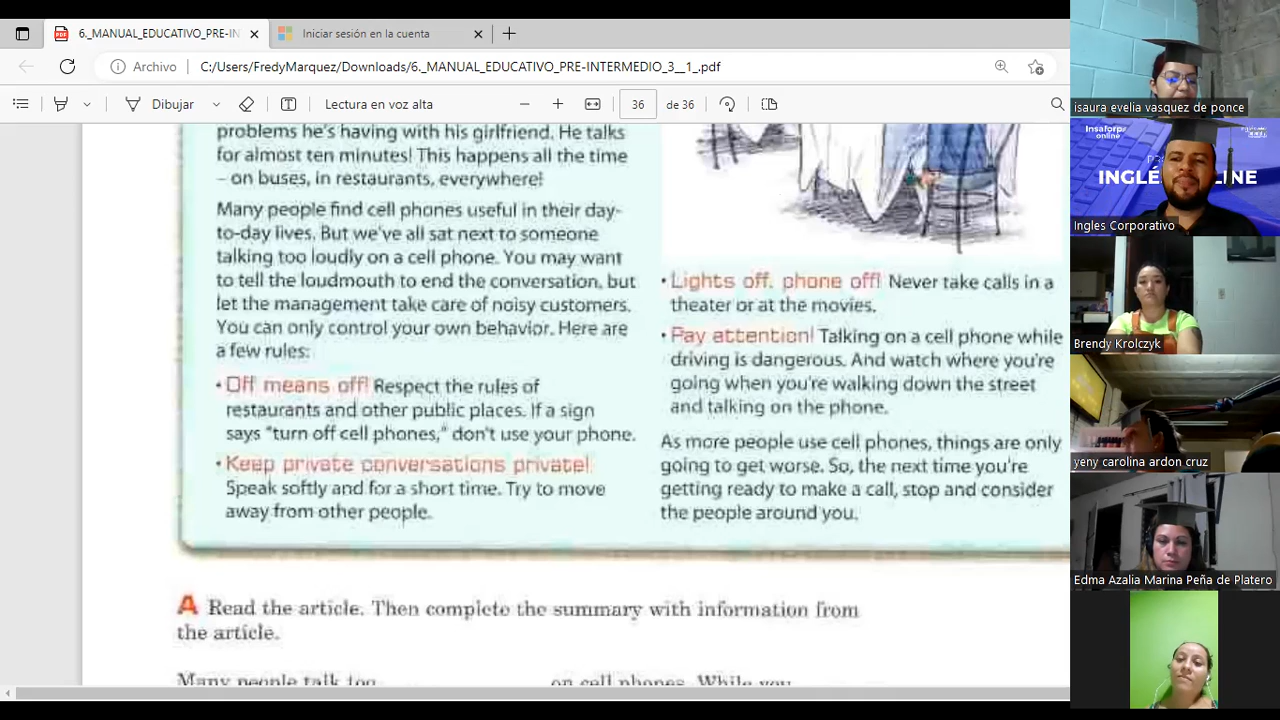 6._MANUAL_EDUCATIVO_PRE-IN
Iniciar sesión en la cuenta
Archivo
C:/Users/FredyMarquez/Downloads/6._MANUAL_EDUCATIVO_PRE-INTERMEDIO_3__1_.pdf
Dibujar
Lectura en voz alta
36
de 36
problems he's having with his girlfriend. He talks
for almost ten minutes! This happens all the time
– on buses, in restaurants, everywhere!
Many people find cell phones useful in their day-
to-day lives. But we've all sat next to someone
talking too loudly on a cell phone. You may want
to tell the loudmouth to end the conversation, but
let the management take care of noisy customers.
You can only control your own behavior. Here are
a few rules:
• Off means off! Respect the rules of
restaurants and other public places. If a sign
says "turn off cell phones," don't use your phone.
• Keep private conversations private!
Speak softly and for a short time. Try to move
away from other people.
• Lights off, phone off! Never take calls in a
theater or at the movies.
• Pay attention! Talking on a cell phone while
driving is dangerous. And watch where you're
going when you're walking down the street
and talking on the phone.
As more people use cell phones, things are only
going to get worse. So, the next time you're
getting ready to make a call, stop and consider
the people around you.
A Read the article. Then complete the summary with information from
the article.
Many people talk too on cell phones. While you
isaura evelia vasquez de ponce
Insaforp
online
INGLÉS ONLINE
Ingles Corporativo
Brendy Krolczyk
yeny carolina ardon cruz
Edma Azalia Marina Peña de Platero